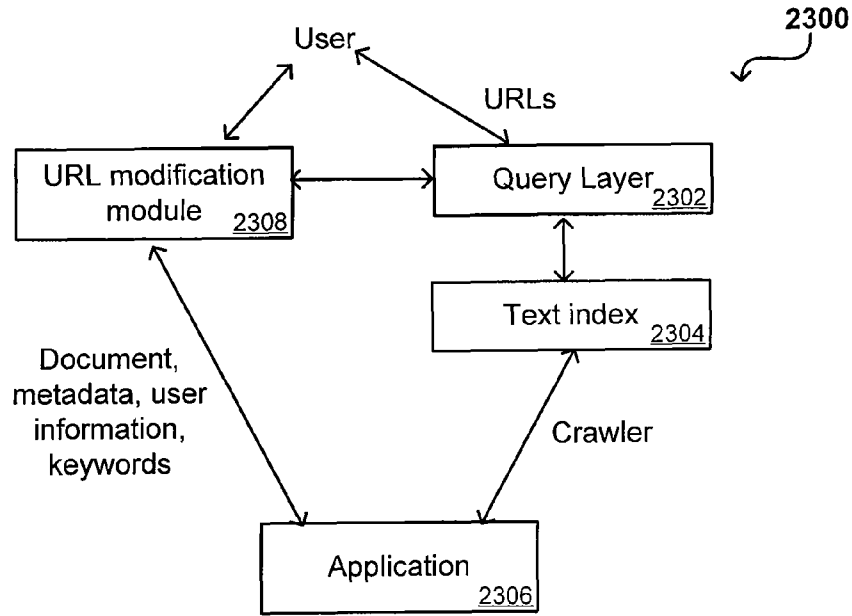 2300
User
URLs
URL modification
module
2308
Query Layer
2302
Text index
2304
Document,
metadata, user
information,
keywords
Crawler
Application
2306